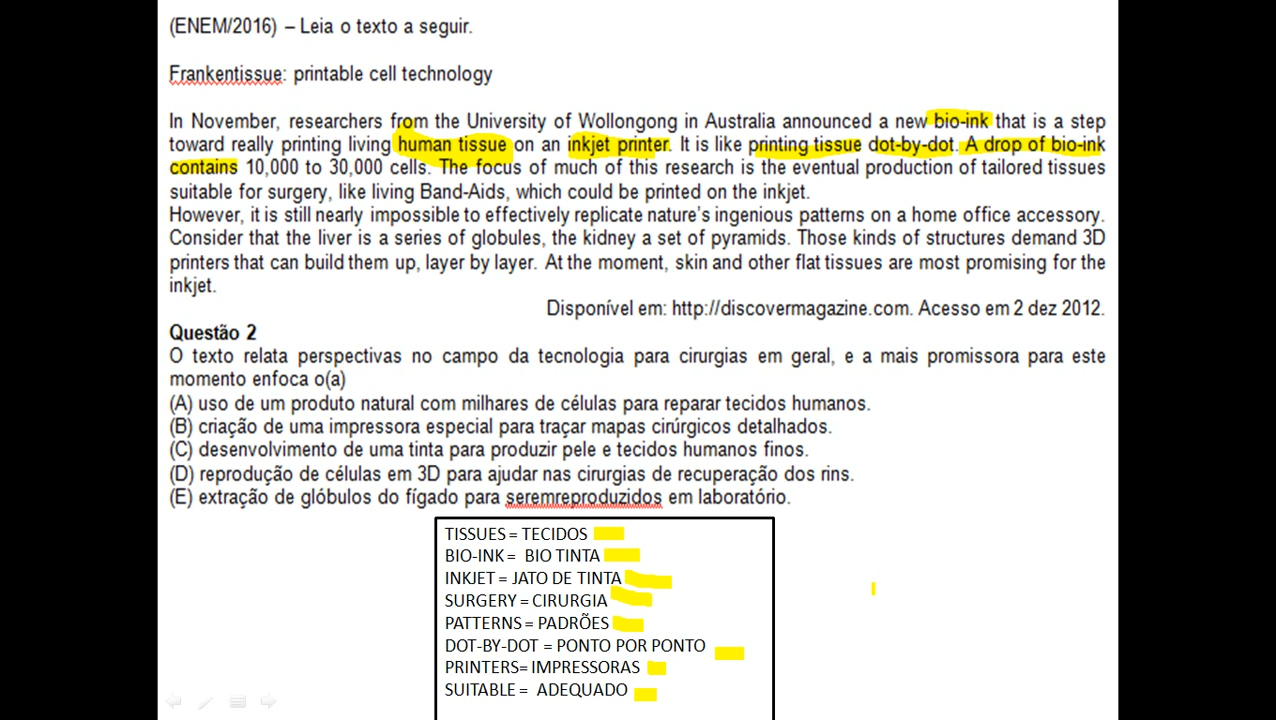 (ENEM/2016) – Leia o texto a seguir.
Frankentissue: printable cell technology
In November, researchers from the University of Wollongong in Australia announced a new bio-ink that is a step
toward really printing living human tissue on an inkjet printer. It is like printing tissue dot-by-dot. A drop of bio-ink
contains 10,000 to 30,000 cells. The focus of much of this research is the eventual production of tailored tissues
suitable for surgery, like living Band-Aids, which could be printed on the inkjet.
However, it is still nearly impossible to effectively replicate nature's ingenious patterns on a home office accessory.
Consider that the liver is a series of globules, the kidney a set of pyramids. Those kinds of structures demand 3D
printers that can build them up, layer by layer. At the moment, skin and other flat tissues are most promising for the
inkjet.
Disponível em: http://discovermagazine.com. Acesso em 2 dez 2012.
Questão 2
O texto relata perspectivas no campo da tecnologia para cirurgias em geral, e a mais promissora para este
momento enfoca o(a)
(A) uso de um produto natural com milhares de células para reparar tecidos humanos.
(B) criação de uma impressora especial para traçar mapas cirúrgicos detalhados.
(C) desenvolvimento de uma tinta para produzir pele e tecidos humanos finos.
(D) reprodução de células em 3D para ajudar nas cirurgias de recuperação dos rins.
(E) extração de glóbulos do fígado para seremreproduzidos em laboratório.
TISSUES = TECIDOS
BIO-INK = BIO TINTA
INKJET = JATO DE TINTA
SURGERY = CIRURGIA
PATTERNS = PADRÕES
DOT-BY-DOT = PONTO POR PONTO
PRINTERS= IMPRESSORAS
SUITABLE = ADEQUADO